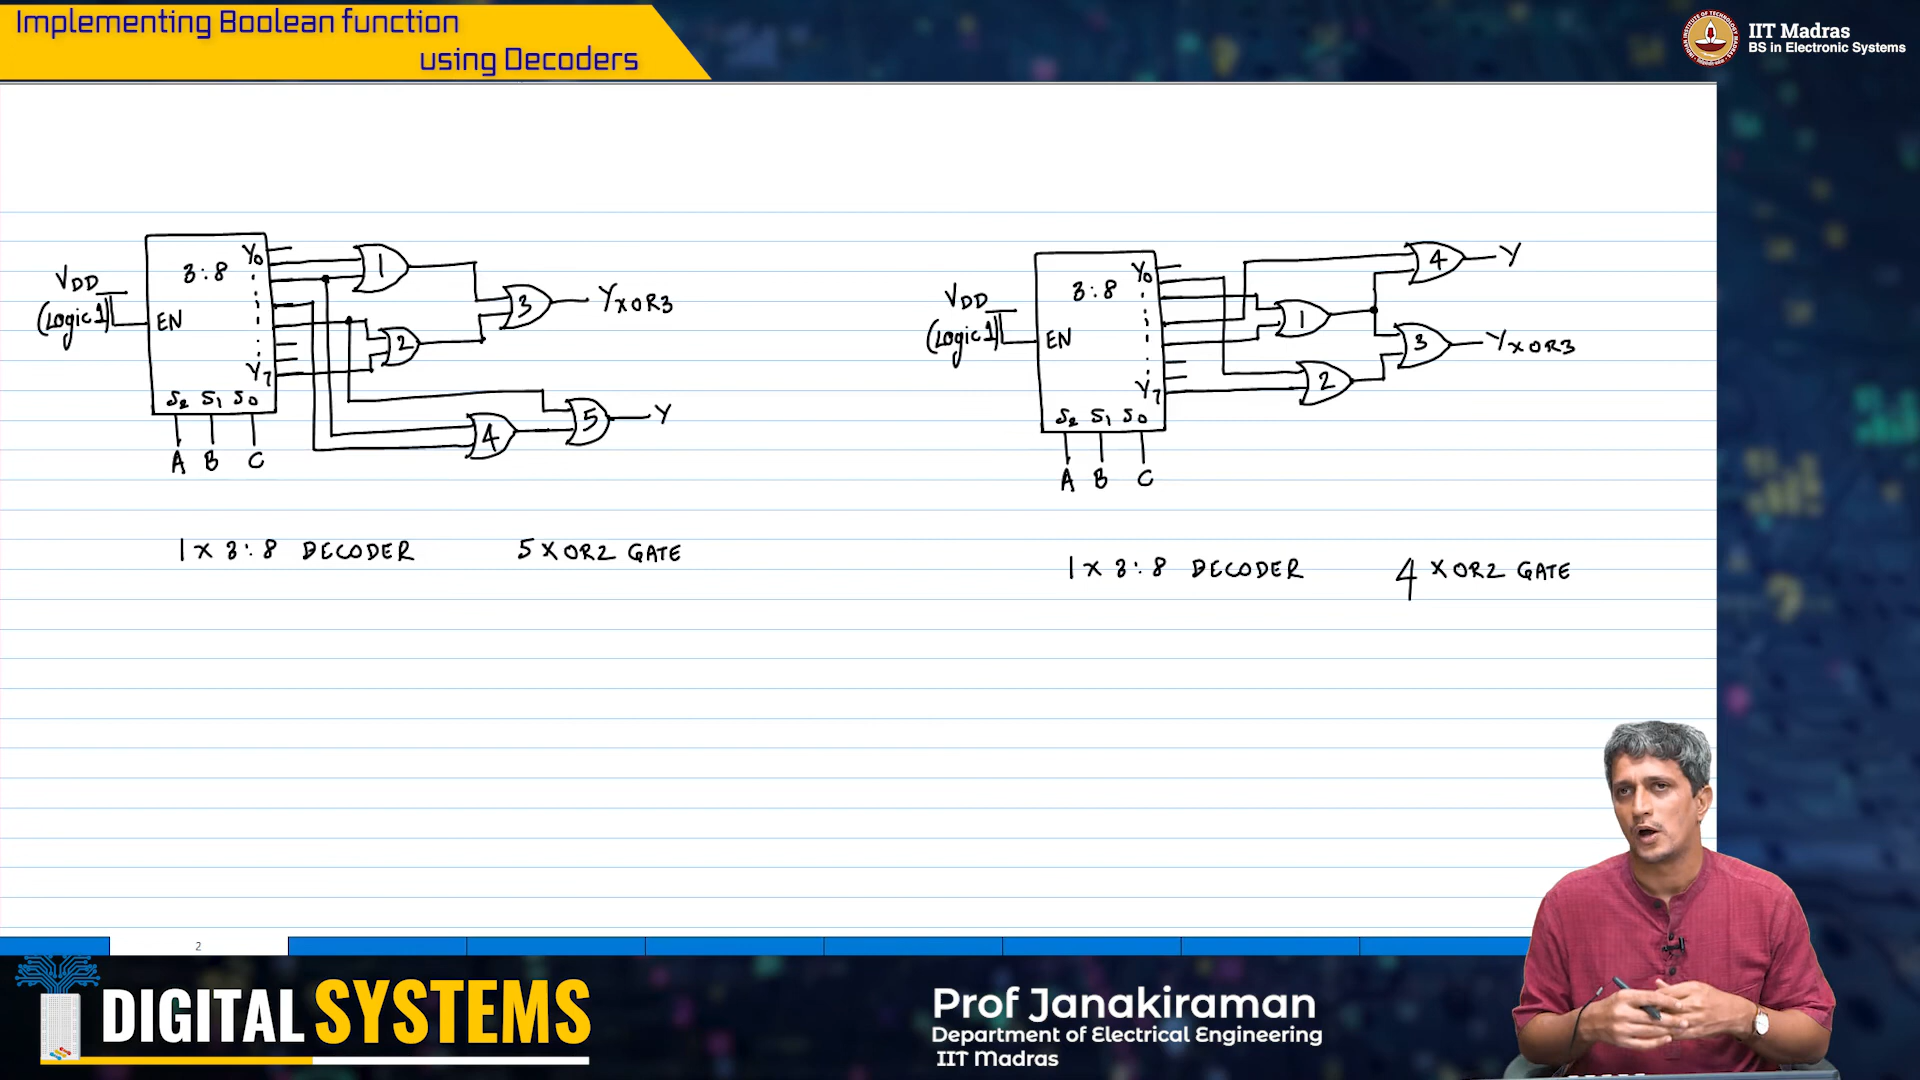 Implementing Boolean function
using Decoders
IIT Madras
BS in Electronic Systems
VDD
(Logic 1)
EN
3:8
Y0
Y7
S2 S1 S0
A B C
1
2
3
4
5
YXOR3
Y
1 X 3:8 DECODER 5 X OR2 GATE
VDD
(Logic 1)
EN
3:8
Y0
Y7
S2 S1 S0
A B C
1
2
3
4
Y
YXOR3
1 X 3:8 DECODER 4 X OR2 GATE
2
DIGITAL SYSTEMS
Prof Janakiraman
Department of Electrical Engineering
IIT Madras